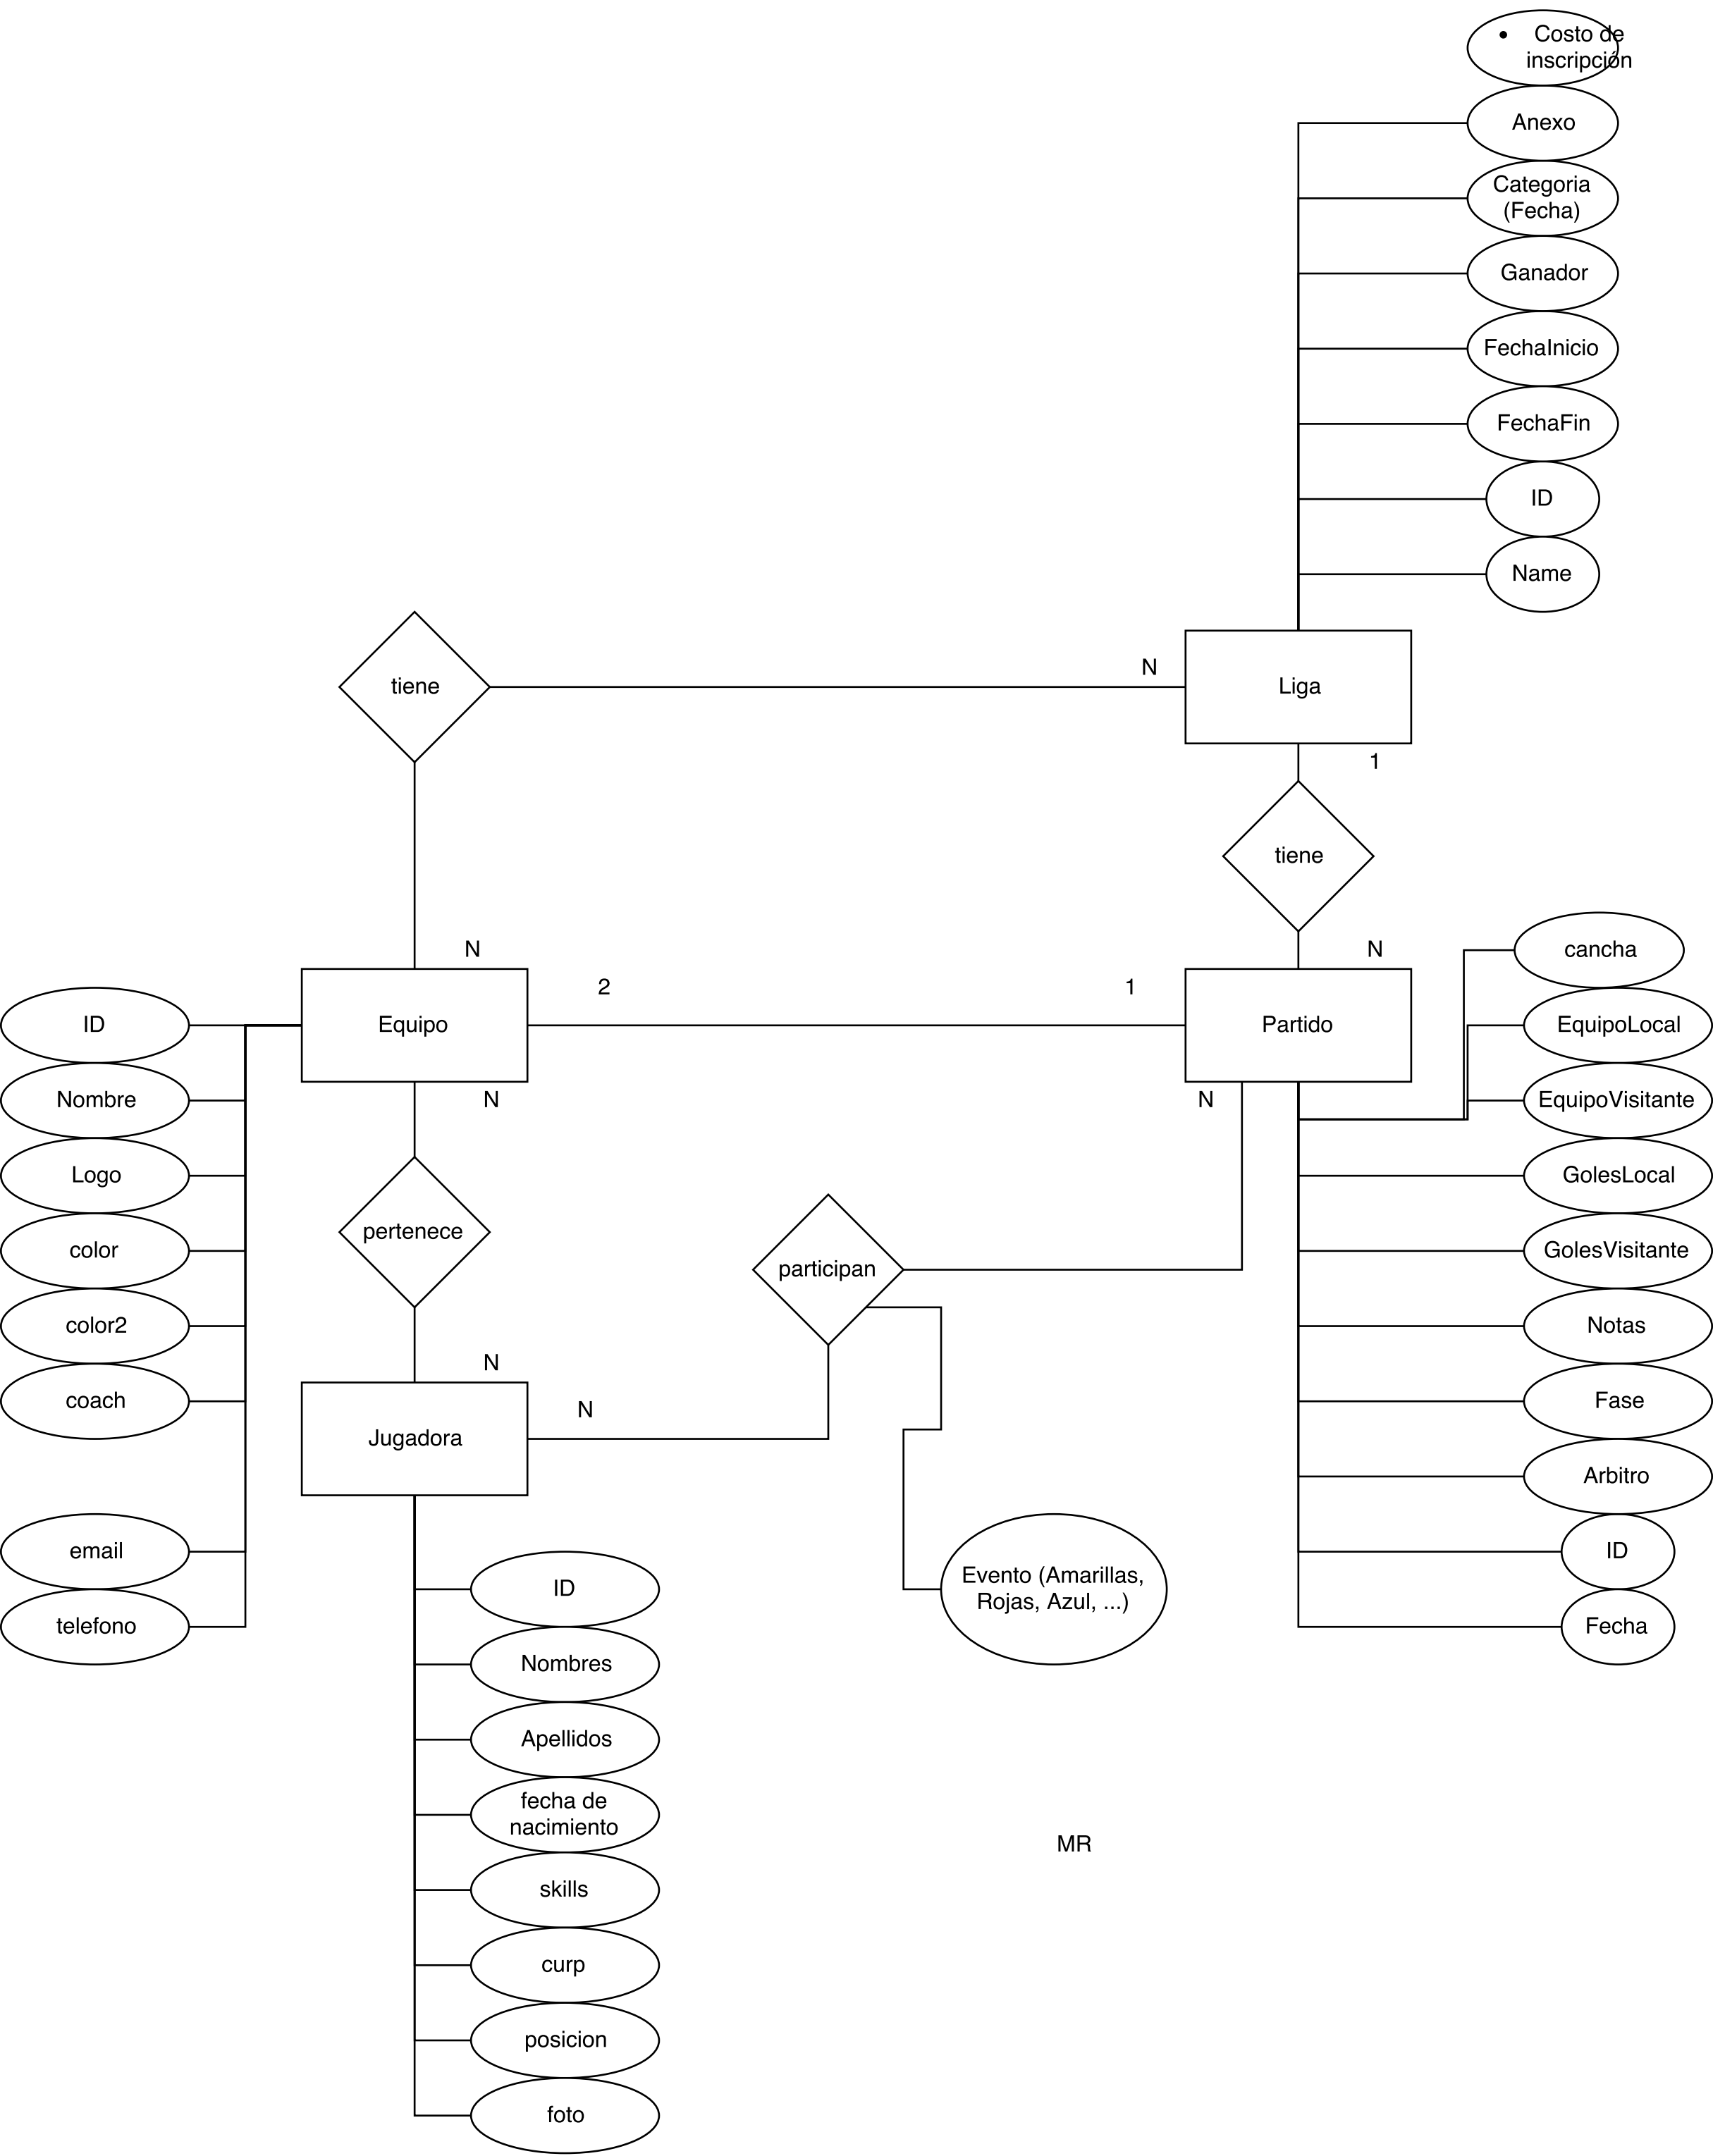 • Costo de
inscripción
Anexo
Categoria
(Fecha)
Ganador
FechaInicio
FechaFin
ID
Name
tiene
N
Liga
1
tiene
N
N
cancha
2
1
ID
Equipo
Partido
EquipoLocal
Nombre
N
N
EquipoVisitante
Logo
GolesLocal
pertenece
color
participan
GolesVisitante
color2
Notas
N
coach
N
Fase
Jugadora
Arbitro
email
ID
ID
Evento (Amarillas,
Rojas, Azul, ...)
telefono
Fecha
Nombres
Apellidos
fecha de
nacimiento
MR
skills
curp
posicion
foto